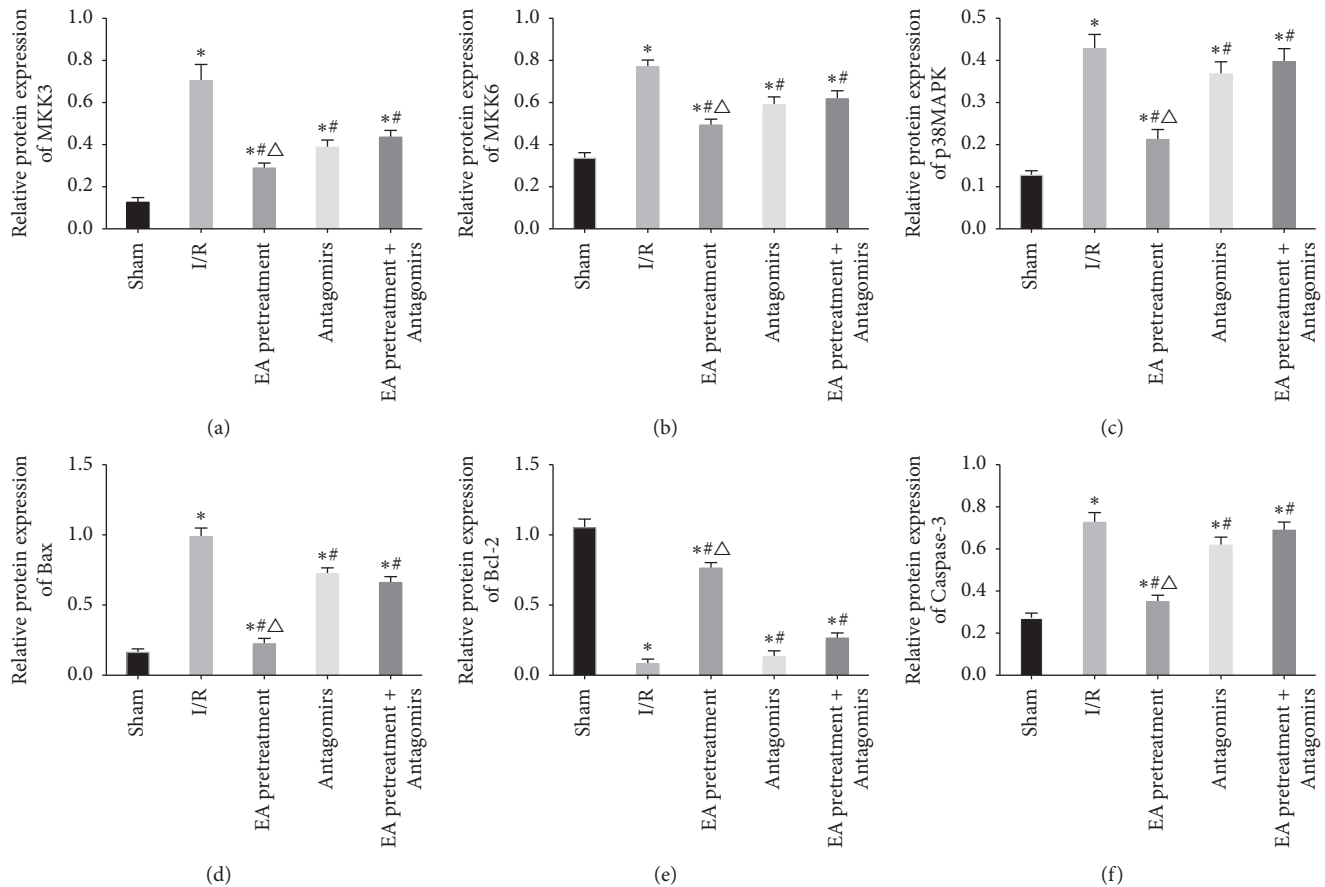 Relative protein expression
of MKK3
1.0
0.8
0.6
0.4
0.2
0.0
*
*#△
*#
*#
Sham
I/R
EA pretreatment
Antagomirs
EA pretreatment +
Antagomirs
(a)
Relative protein expression
of MKK6
1.0
0.8
0.6
0.4
0.2
0.0
*
*#△
*#
*#
Sham
I/R
EA pretreatment
Antagomirs
EA pretreatment +
Antagomirs
(b)
Relative protein expression
of p38MAPK
0.5
0.4
0.3
0.2
0.1
0.0
*
*#△
*#
*#
Sham
I/R
EA pretreatment
Antagomirs
EA pretreatment +
Antagomirs
(c)
Relative protein expression
of Bax
1.5
1.0
0.5
0.0
*
*#△
*#
*#
Sham
I/R
EA pretreatment
Antagomirs
EA pretreatment +
Antagomirs
(d)
Relative protein expression
of Bcl-2
1.5
1.0
0.5
0.0
*
*#△
*#
*#
Sham
I/R
EA pretreatment
Antagomirs
EA pretreatment +
Antagomirs
(e)
Relative protein expression
of Caspase-3
1.0
0.8
0.6
0.4
0.2
0.0
*
*#△
*#
*#
Sham
I/R
EA pretreatment
Antagomirs
EA pretreatment +
Antagomirs
(f)